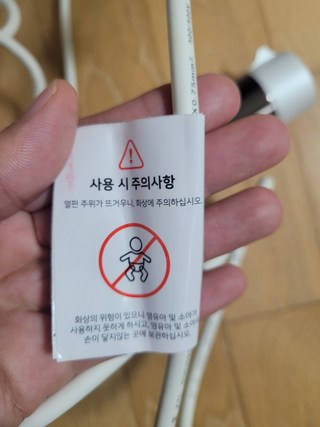 사용 시 주의사항
열판 주위가 뜨거우니, 화상에 주의하십시오.
화상의 위험이 있으니 영유아 및 소아가
사용하지 못하게 하시고, 영유아 및 소아의
손이 닿지않는 곳에 보관하십시오.